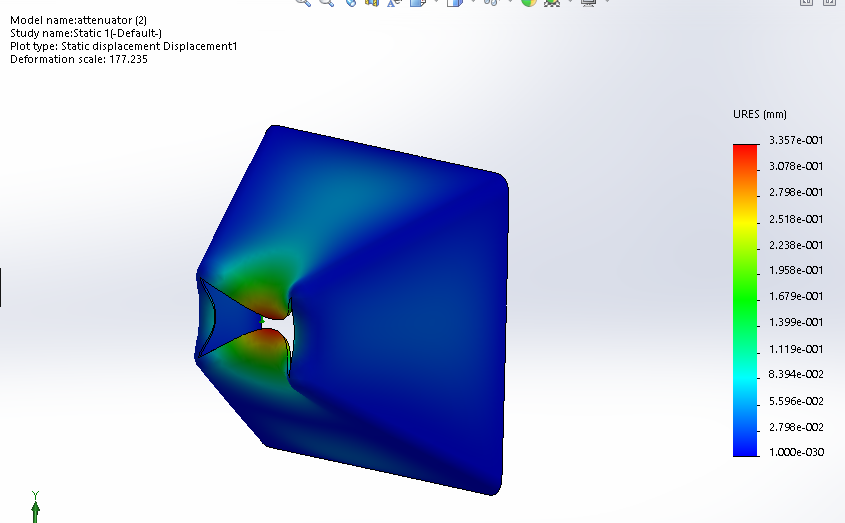 Model name:attenuator (2)
Study name:Static 1(-Default-)
Plot type: Static displacement Displacement1
Deformation scale: 177.235
URES (mm)
3.357e-001
3.078e-001
2.798e-001
2.518e-001
2.238e-001
1.958e-001
1.679e-001
1.399e-001
1.119e-001
8.394e-002
5.596e-002
2.798e-002
1.000e-030
Y